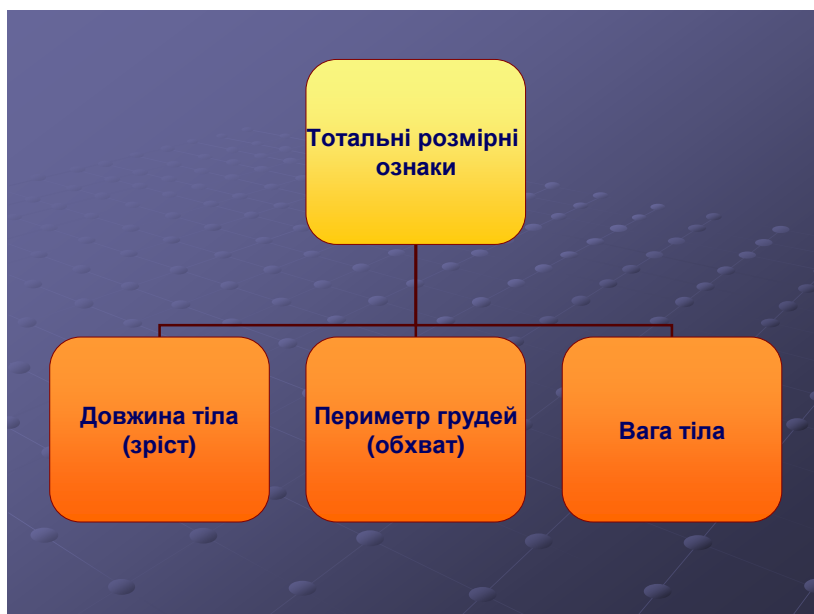 Тотальні розмірні
ознаки
Довжина тіла
(зріст)
Периметр грудей
(обхват)
Вага тіла